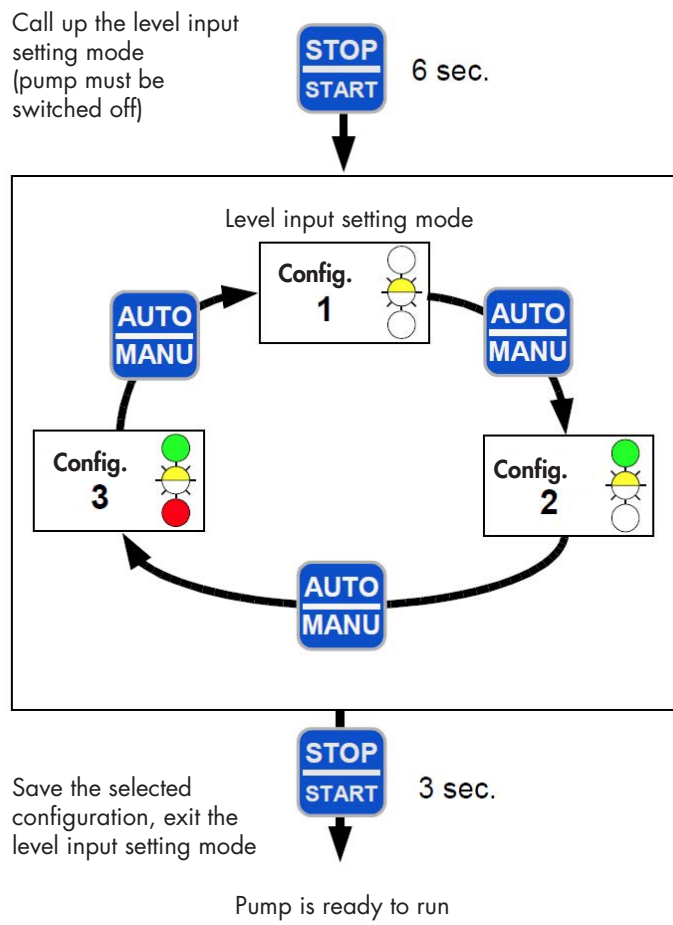 Call up the level input
setting mode
(pump must be
switched off)
STOP
START
6 sec.
Level input setting mode
Config.
1
AUTO
MANU
AUTO
MANU
Config.
3
Config.
2
AUTO
MANU
STOP
START
3 sec.
Save the selected
configuration, exit the
level input setting mode
Pump is ready to run